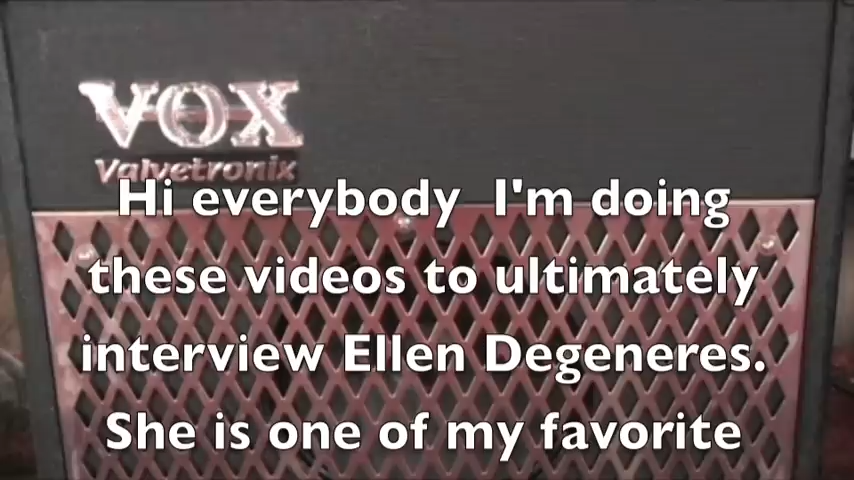 VOX
Valvetronix
Hi everybody  I'm doing
these videos to ultimately
interview Ellen Degeneres.
She is one of my favorite